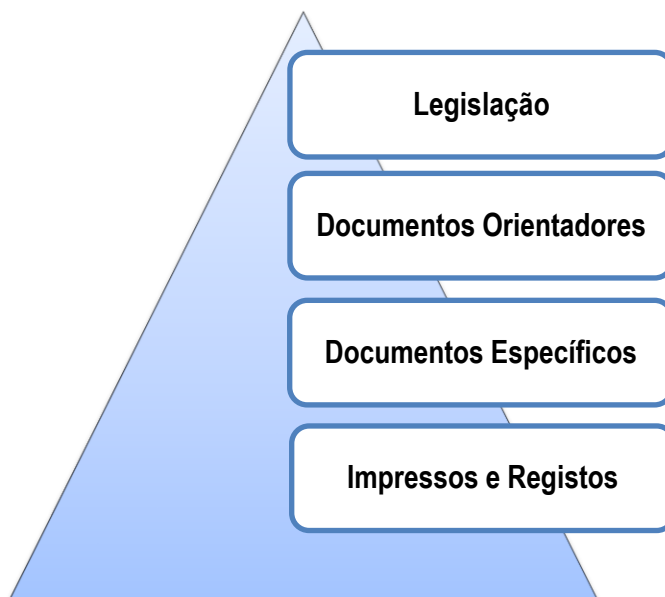 Legislação
Documentos Orientadores
Documentos Específicos
Impressos e Registos